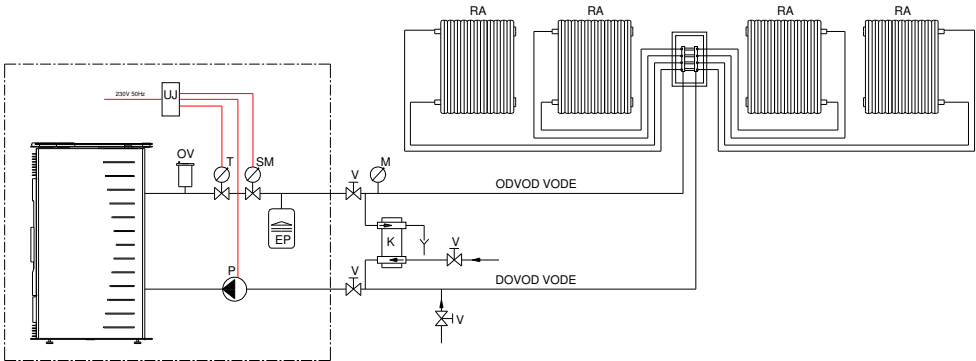 RA RA RA RA
230V 50Hz
UJ
OV T SM V M
ODVOD VODE
EP
K
V
P V
DOVOD VODE
V